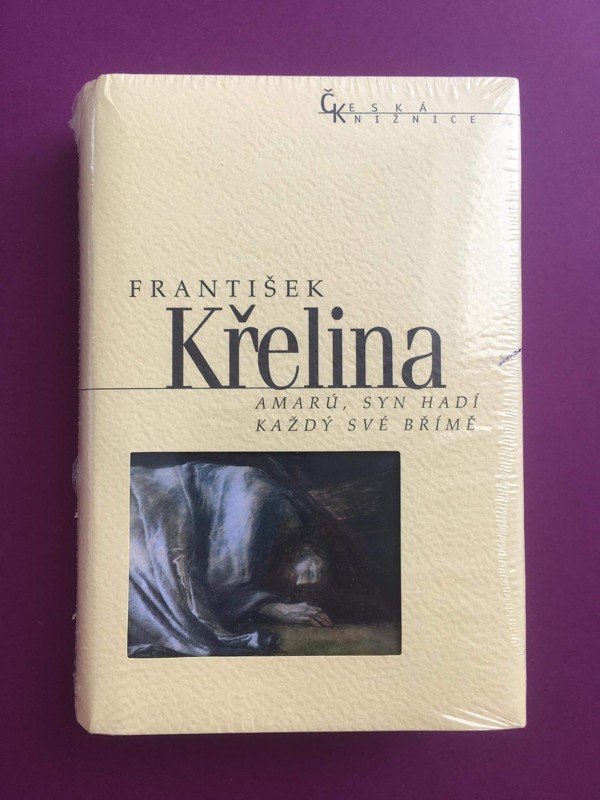 ČESKÁ
KNIŽNICE
FRANTIŠEK
Křelina
AMARÚ, SYN HADÍ
KAŽDÝ SVÉ BŘÍMĚ